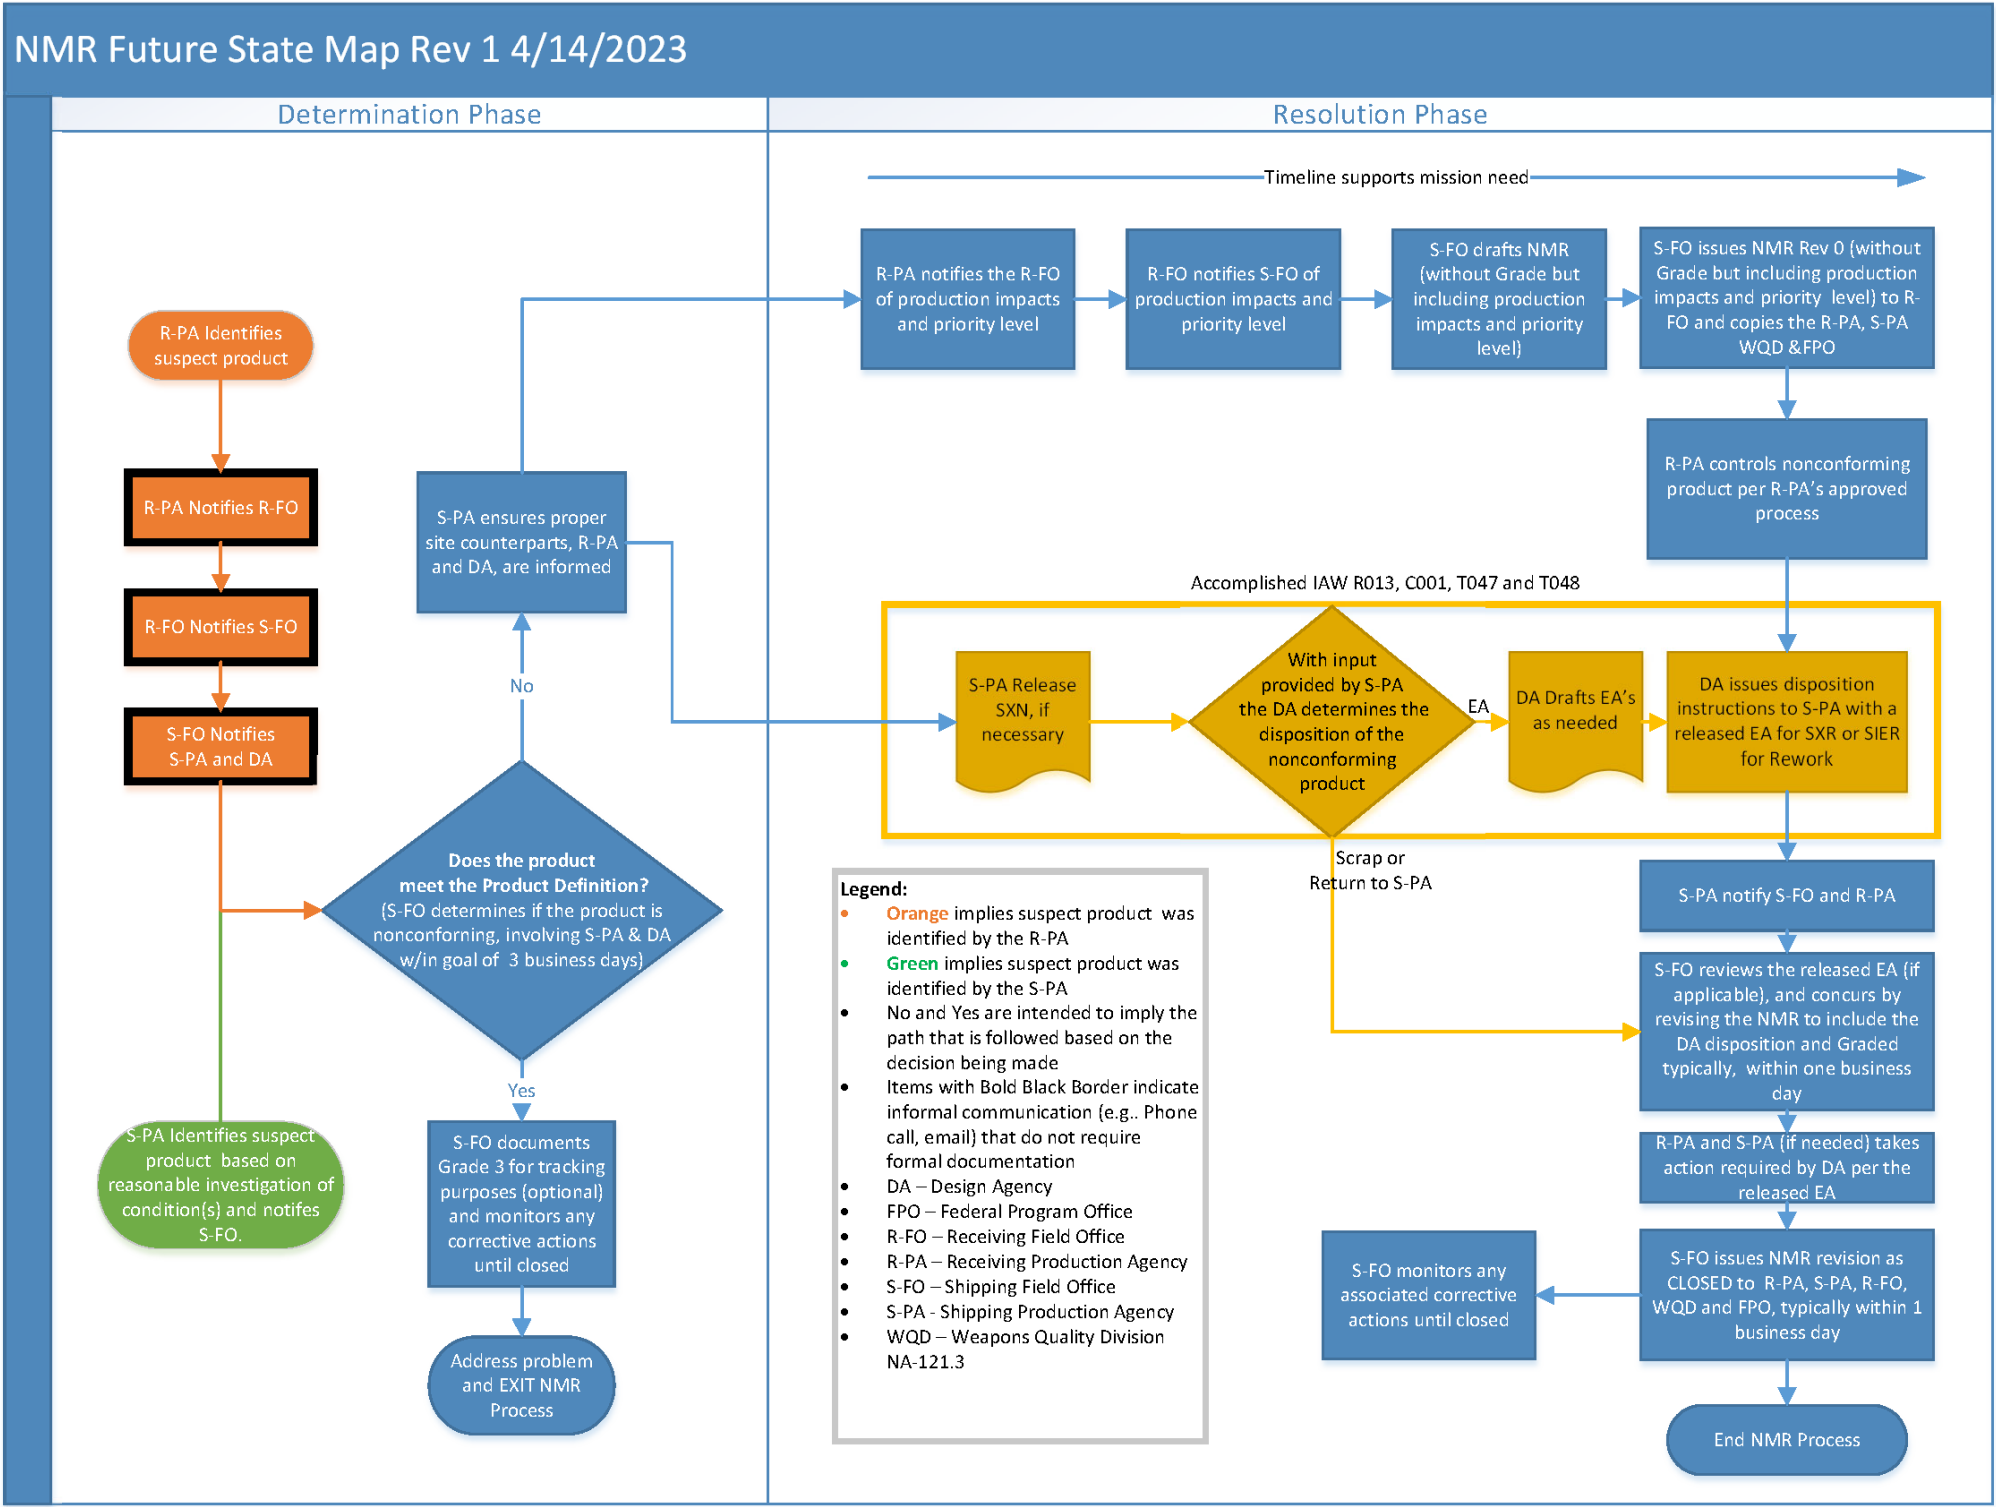 NMR Future State Map Rev 1 4/14/2023
Determination Phase
Resolution Phase
Timeline supports mission need
R-PA Identifies
suspect product
R-PA Notifies R-FO
R-FO Notifies S-FO
S-FO Notifies
S-PA and DA
S-PA Identifies suspect
product based on
reasonable investigation of
condition(s) and notifes
S-FO.
S-PA ensures proper
site counterparts, R-PA
and DA, are informed
No
Does the product
meet the Product Definition?
(S-FO determines if the product is
nonconforning, involving S-PA & DA
w/in goal of 3 business days)
Yes
S-FO documents
Grade 3 for tracking
purposes (optional)
and monitors any
corrective actions
until closed
Address problem
and EXIT NMR
Process
R-PA notifies the R-FO
of production impacts
and priority level
R-FO notifies S-FO of
production impacts and
priority level
S-FO drafts NMR
(without Grade but
including production
impacts and priority
level)
S-FO issues NMR Rev 0 (without
Grade but including production
impacts and priority level) to R-
FO and copies the R-PA, S-PA
WQD &FPO
R-PA controls nonconforming
product per R-PA's approved
process
Accomplished IAW R013, C001, T047 and T048
S-PA Release
SXN, if
necessary
With input
provided by S-PA
the DA determines the
disposition of the
nonconforming
product
EA
DA Drafts EA's
as needed
DA issues disposition
instructions to S-PA with a
released EA for SXR or SIER
for Rework
Scrap or
Return to S-PA
S-PA notify S-FO and R-PA
S-FO reviews the released EA (if
applicable), and concurs by
revising the NMR to include the
DA disposition and Graded
typically, within one business
day
R-PA and S-PA (if needed) takes
action required by DA per the
released EA
S-FO issues NMR revision as
CLOSED to R-PA, S-PA, R-FO,
WQD and FPO, typically within 1
business day
S-FO monitors any
associated corrective
actions until closed
End NMR Process
Legend:
• Orange implies suspect product was
identified by the R-PA
• Green implies suspect product was
identified by the S-PA
• No and Yes are intended to imply the
path that is followed based on the
decision being made
• Items with Bold Black Border indicate
informal communication (e.g.. Phone
call, email) that do not require
formal documentation
• DA – Design Agency
• FPO – Federal Program Office
• R-FO – Receiving Field Office
• R-PA – Receiving Production Agency
• S-FO – Shipping Field Office
• S-PA - Shipping Production Agency
• WQD – Weapons Quality Division
NA-121.3